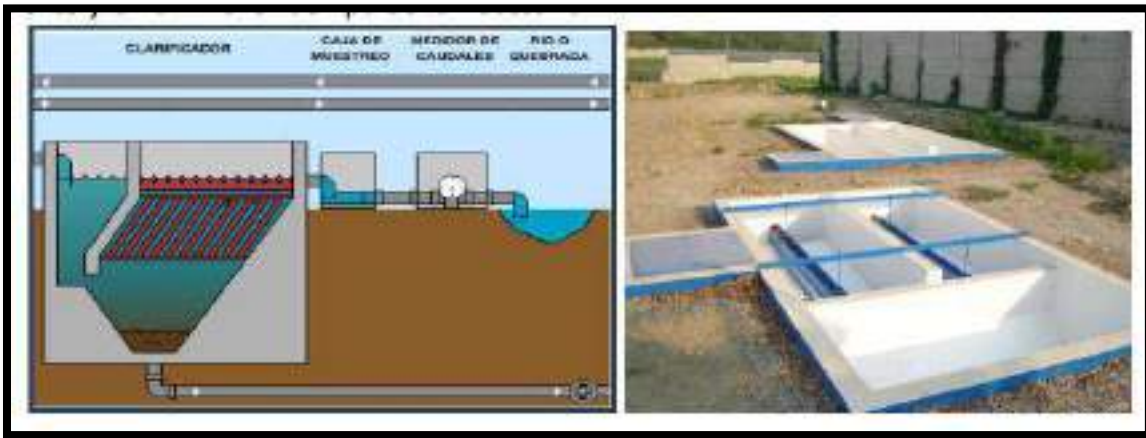 CLARIFICADOR
CAJA DE MUESTREO
MEDIDOR DE CAUDALES
RIO O QUEBRADA